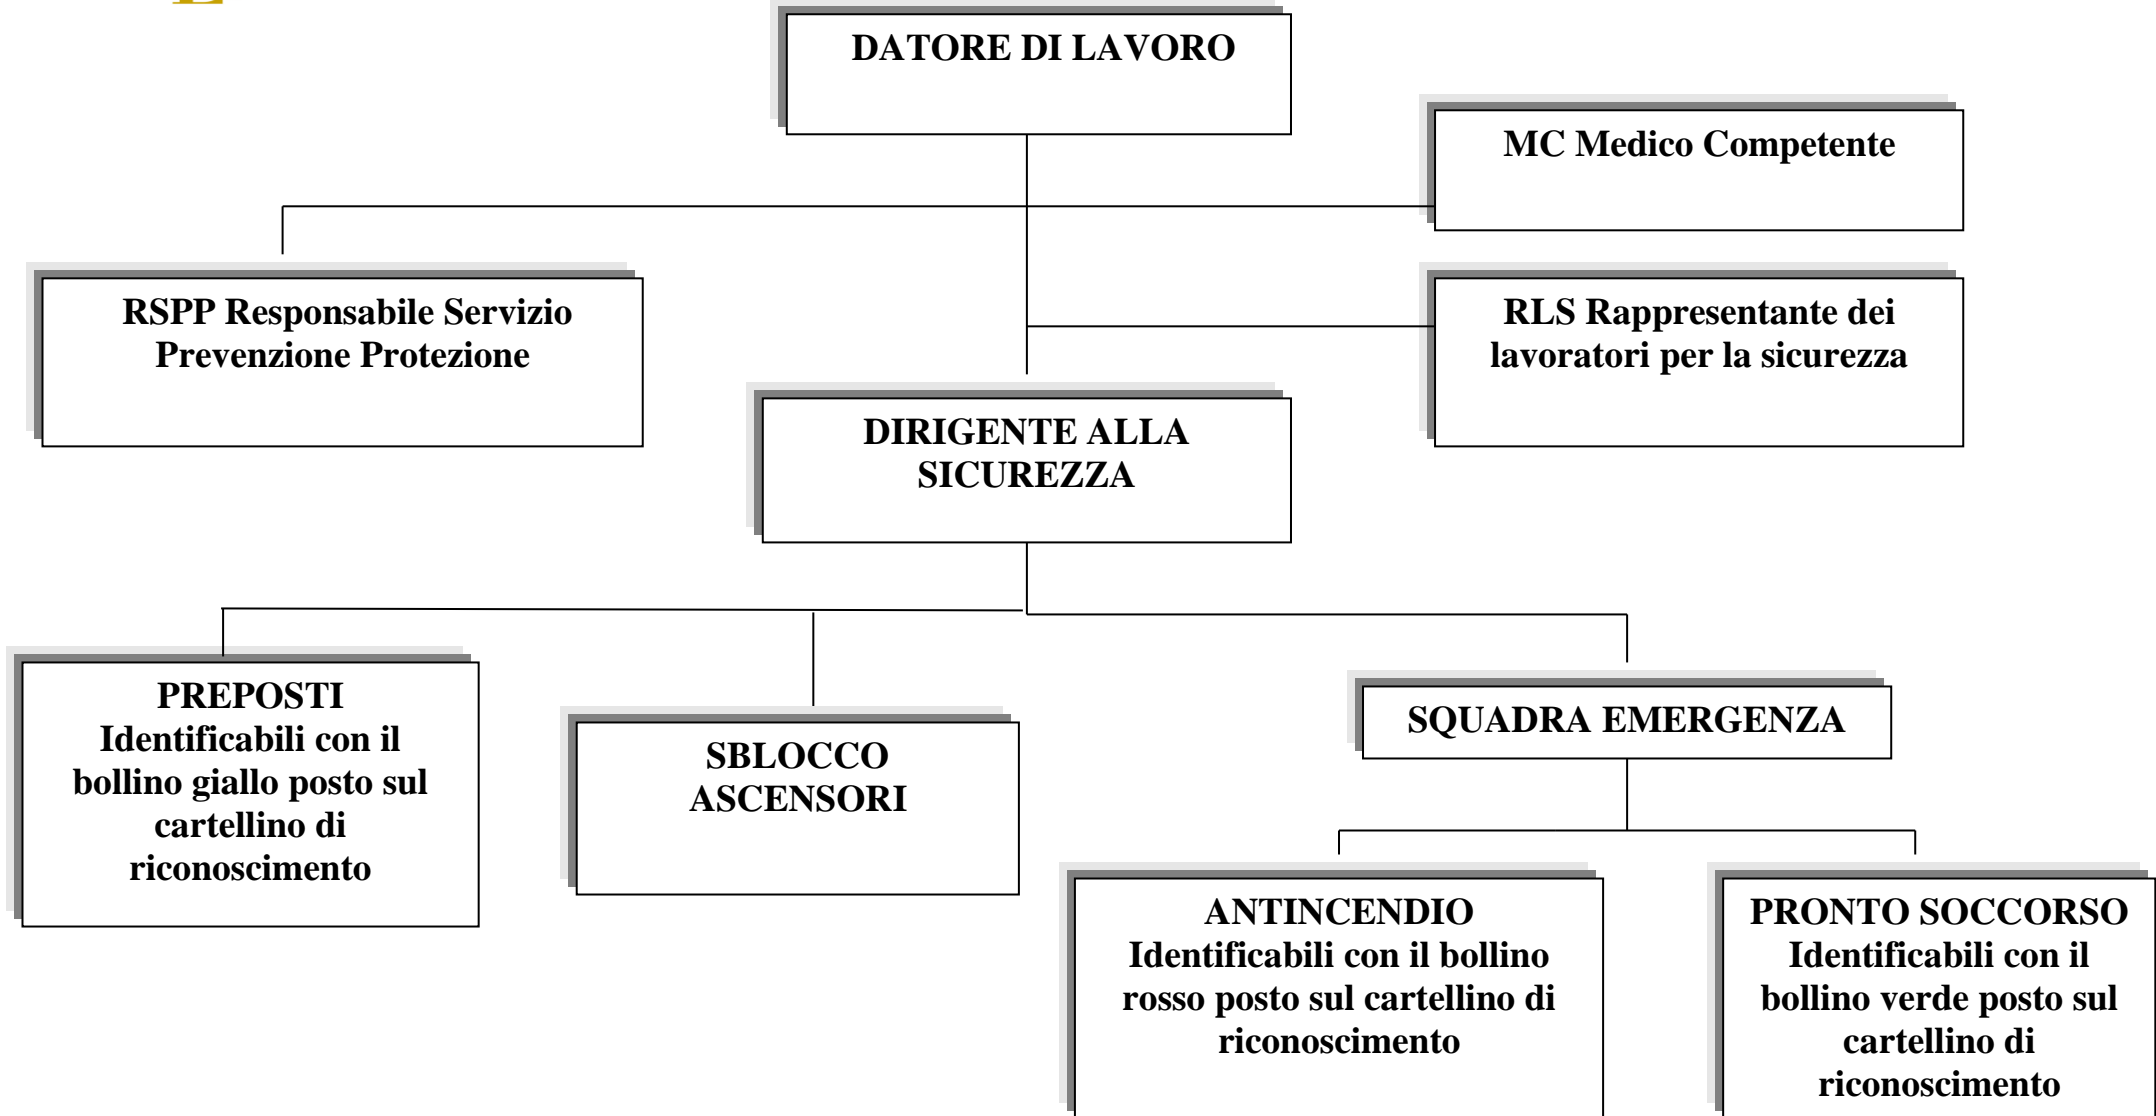 DATORE DI LAVORO
MC Medico Competente
RSPP Responsabile Servizio
Prevenzione Protezione
RLS Rappresentante dei
lavoratori per la sicurezza
DIRIGENTE ALLA
SICUREZZA
PREPOSTI
Identificabili con il
bollino giallo posto sul
cartellino di
riconoscimento
SBLOCCO
ASCENSORI
SQUADRA EMERGENZA
ANTINCENDIO
Identificabili con il bollino
rosso posto sul cartellino di
riconoscimento
PRONTO SOCCORSO
Identificabili con il
bollino verde posto sul
cartellino di
riconoscimento